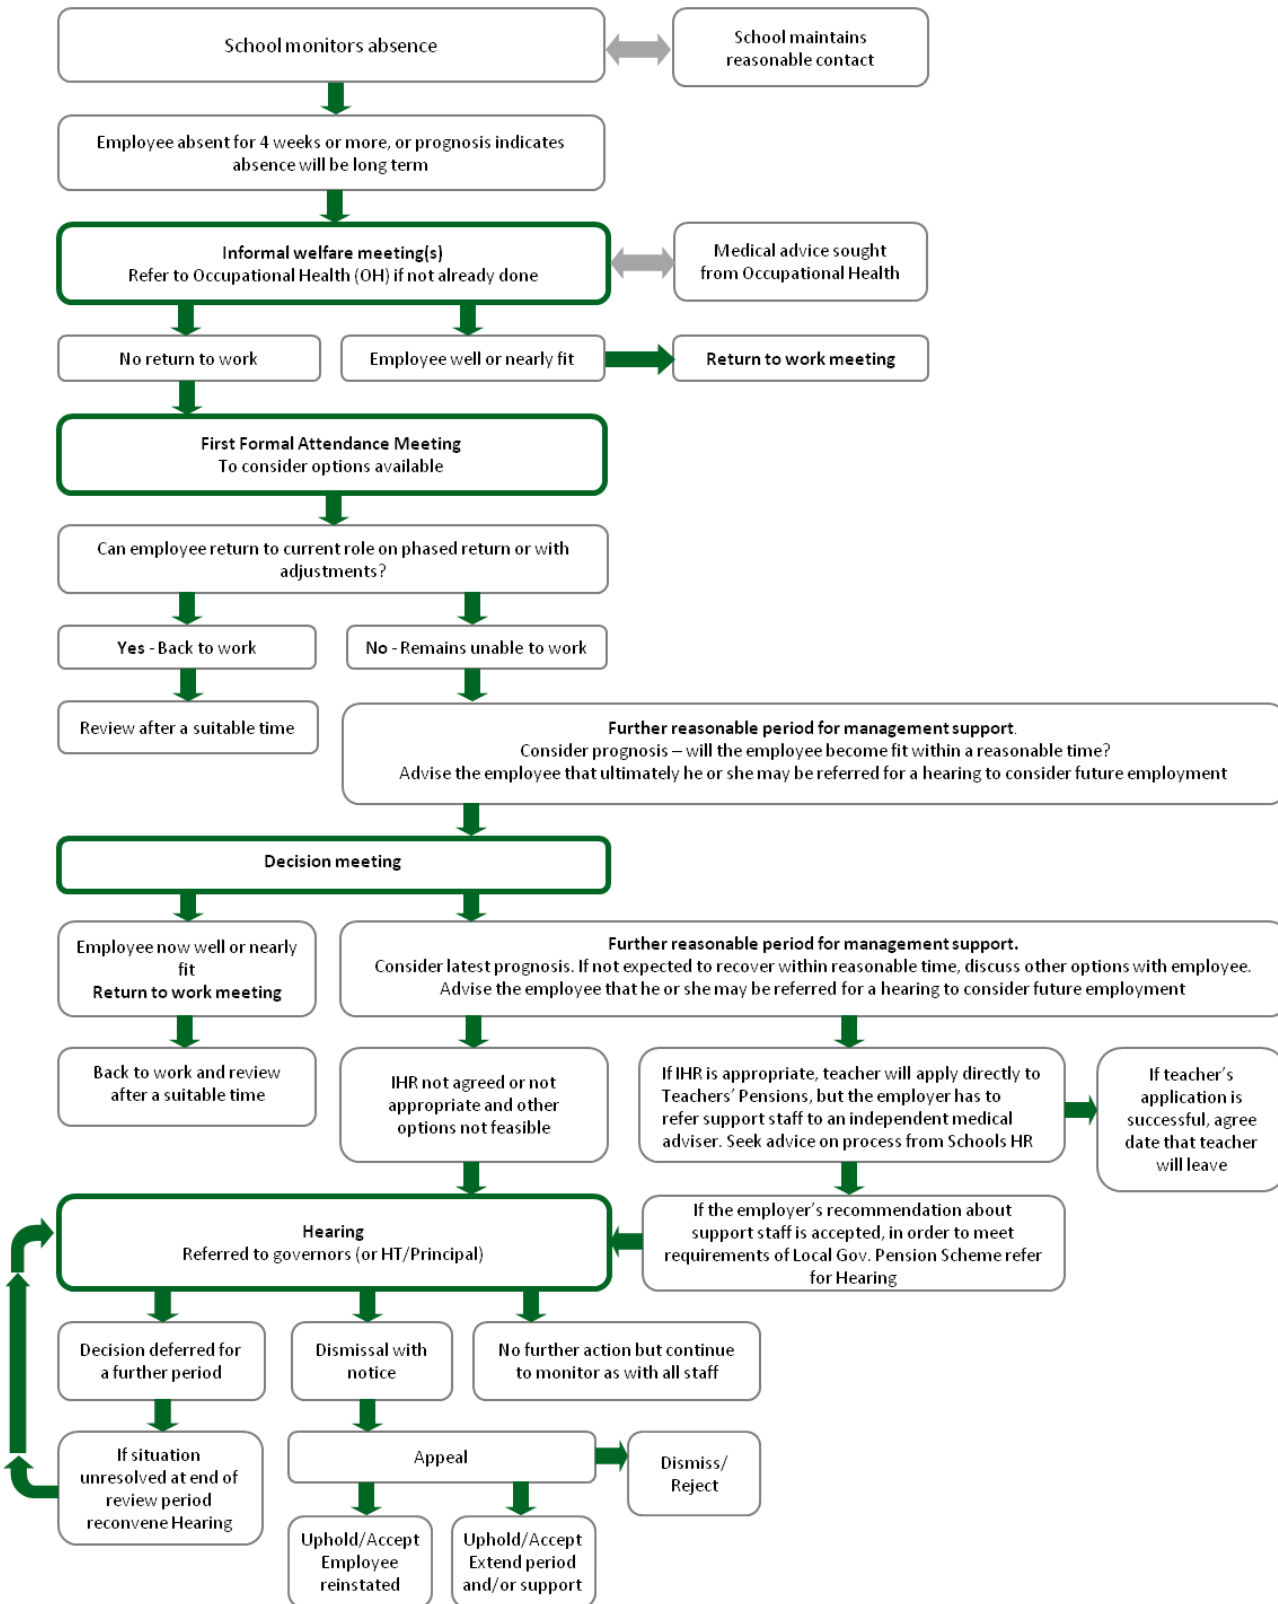 School monitors absence
School maintains
reasonable contact
Employee absent for 4 weeks or more, or prognosis indicates
absence will be long term
Informal welfare meeting(s)
Refer to Occupational Health (OH) if not already done
Medical advice sought
from Occupational Health
No return to work
Employee well or nearly fit
Return to work meeting
First Formal Attendance Meeting
To consider options available
Can employee return to current role on phased return or with
adjustments?
Yes - Back to work
No - Remains unable to work
Review after a suitable time
Further reasonable period for management support.
Consider prognosis – will the employee become fit within a reasonable time?
Advise the employee that ultimately he or she may be referred for a hearing to consider future employment
Decision meeting
Employee now well or nearly
fit
Return to work meeting
Further reasonable period for management support.
Consider latest prognosis. If not expected to recover within reasonable time, discuss other options with employee.
Advise the employee that he or she may be referred for a hearing to consider future employment
Back to work and review
after a suitable time
IHR not agreed or not
appropriate and other
options not feasible
If IHR is appropriate, teacher will apply directly to
Teachers' Pensions, but the employer has to
refer support staff to an independent medical
adviser. Seek advice on process from Schools HR
If teacher's
application is
successful, agree
date that teacher
will leave
Hearing
Referred to governors (or HT/Principal)
If the employer's recommendation about
support staff is accepted, in order to meet
requirements of Local Gov. Pension Scheme refer
for Hearing
Decision deferred for
a further period
Dismissal with
notice
No further action but continue
to monitor as with all staff
If situation
unresolved at end of
review period
reconvene Hearing
Appeal
Dismiss/
Reject
Uphold/Accept
Employee
reinstated
Uphold/Accept
Extend period
and/or support